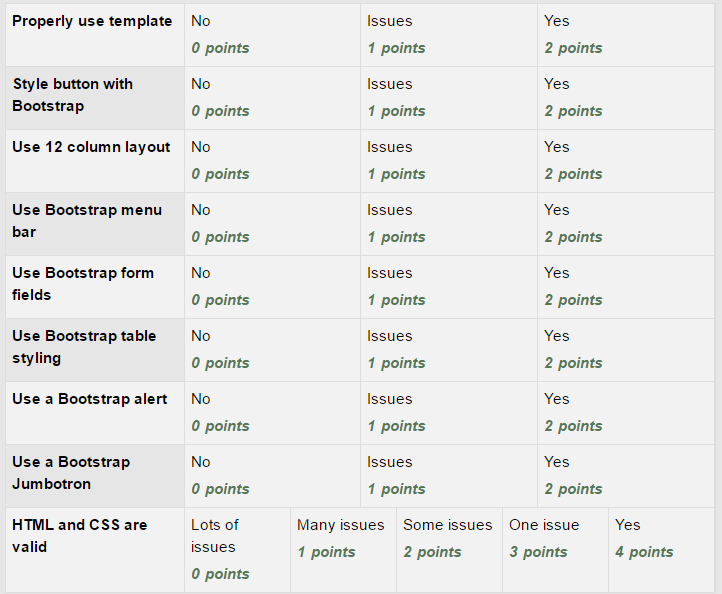 Properly use template No Issues Yes
0 points 1 points 2 points
Style button with No Issues Yes
Bootstrap 0 points 1 points 2 points
Use 12 column layout No Issues Yes
0 points 1 points 2 points
Use Bootstrap menu No Issues Yes
bar 0 points 1 points 2 points
Use Bootstrap form No Issues Yes
fields 0 points 1 points 2 points
Use Bootstrap table No Issues Yes
styling 0 points 1 points 2 points
Use a Bootstrap alert No Issues Yes
0 points 1 points 2 points
Use a Bootstrap No Issues Yes
Jumbotron 0 points 1 points 2 points
HTML and CSS are Lots of Many issues Some issues One issue Yes
valid issues 1 points 2 points 3 points 4 points
0 points